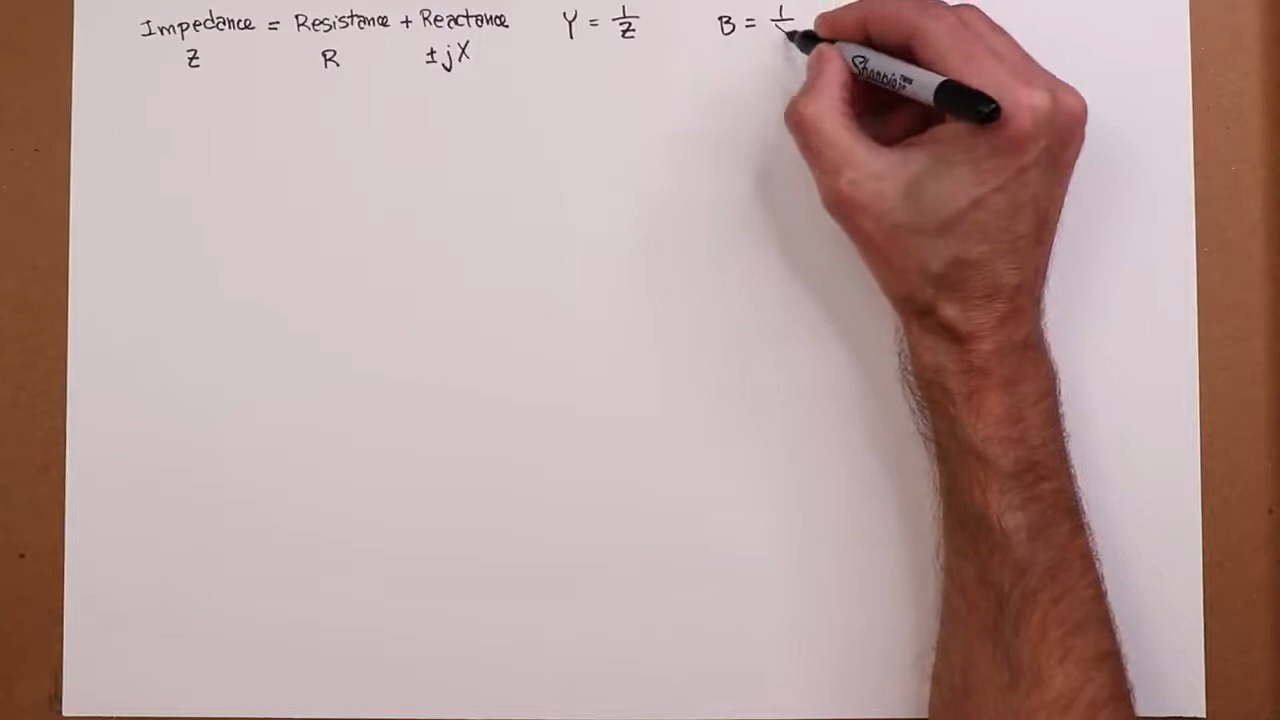 Impedance = Resistance + Reactance Y = 1/Z B = 1/
Z R ±jX
Sharpie